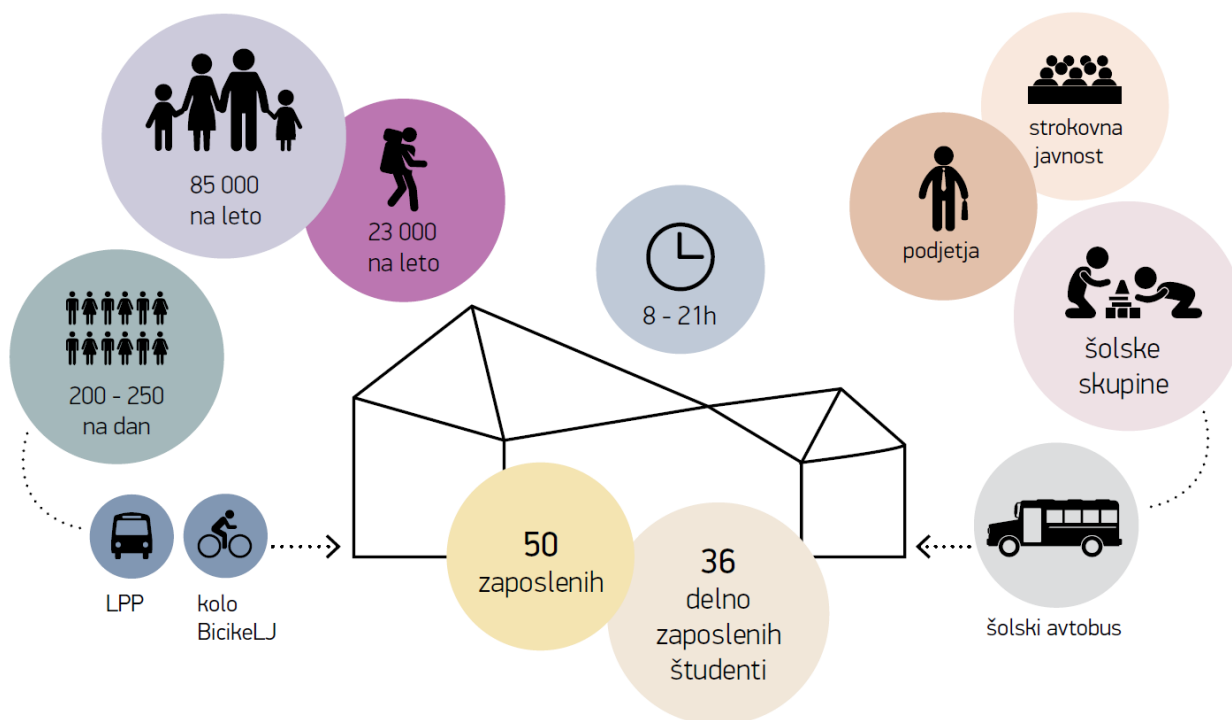 85 000
na leto
23 000
na leto
200 - 250
na dan
LPP
kolo
BicikeLJ
8 - 21h
50
zaposlenih
36
delno
zaposlenih
študenti
strokovna
javnost
podjetja
šolske
skupine
šolski avtobus